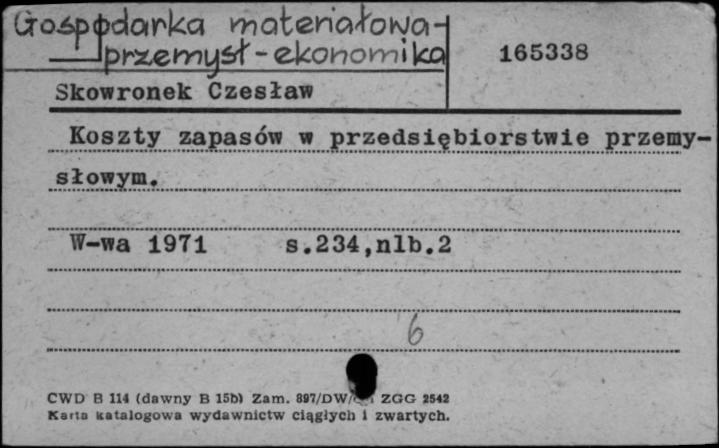 Gospodarka materiałowa-
przemysł-ekonomika
165338
Skowronek Czesław
Koszty zapasów w przedsiębiorstwie przemy-
słowym.
W-wa 1971 s.234,nlb.2
6
CWD B 114 (dawny B 15b) Zam. 897/DW/ ZGG 2542
Karta katalogowa wydawnictw ciągłych i zwartych.